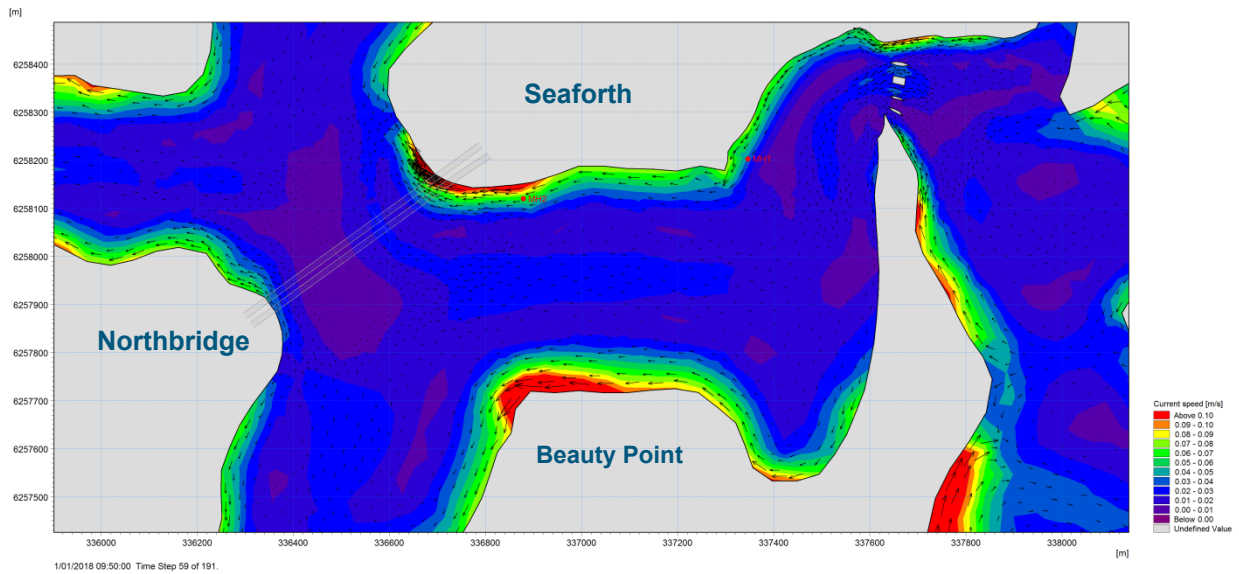 [m]
6258400
6258300
6258200
6258100
6258000
6257900
6257800
6257700
6257600
6257500
Seaforth
MH1
Northbridge
Beauty Point
336000
336200
336400
336600
336800
337000
337200
337400
337600
337800
338000
[m]
1/01/2018 09:50:00 Time Step 59 of 191.
Current speed [m/s]
Above 0.10
0.09 - 0.10
0.08 - 0.09
0.07 - 0.08
0.06 - 0.07
0.05 - 0.06
0.04 - 0.05
0.03 - 0.04
0.02 - 0.03
0.01 - 0.02
0.00 - 0.01
Below 0.00
Undefined Value